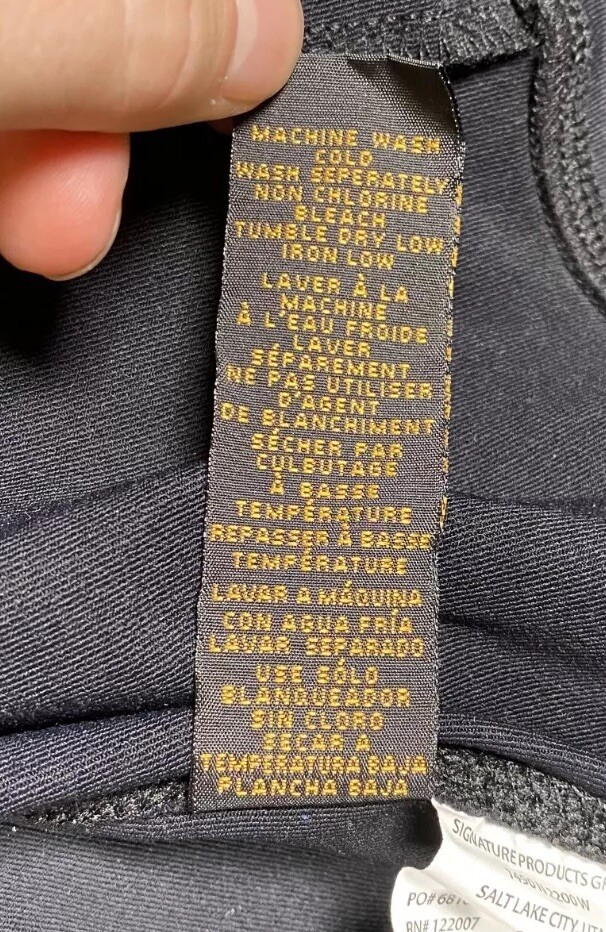 MACHINE WASH
COLD
WASH SEPERATELY
NON CHLORINE
BLEACH
TUMBLE DRY LOW
IRON LOW
LAVER À LA
MACHINE
À L'EAU FROIDE
LAVER
SÉPAREMENT
NE PAS UTILISER
D'AGENT
DE BLANCHIMENT
SÉCHER PAR
CULBUTAGE
À BASSE
TEMPÉRATURE
REPASSER À BASSE
TEMPÉRATURE
LAVAR A MÁQUINA
CON AGUA FRÍA
LAVAR SEPARADO
USE SÓLO
BLANQUEADOR
SIN CLORO
SECAR A
TEMPERATURA BAJA
PLANCHA BAJA
SIGNATURE PRODUCTS
PO#
SALT LAKE CITY,
RN# 122007